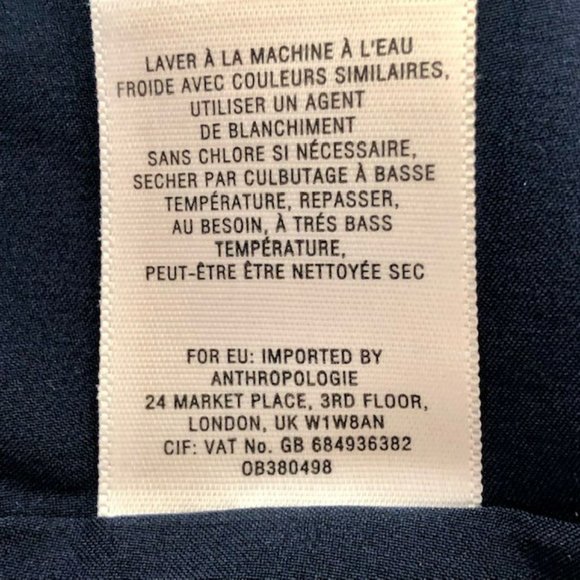 LAVER À LA MACHINE À L'EAU
FROIDE AVEC COULEURS SIMILAIRES,
UTILISER UN AGENT
DE BLANCHIMENT
SANS CHLORE SI NÉCESSAIRE,
SECHER PAR CULBUTAGE À BASSE
TEMPÉRATURE, REPASSER,
AU BESOIN, À TRÉS BASS
TEMPÉRATURE,
PEUT-ÊTRE ÊTRE NETTOYÉE SEC
FOR EU: IMPORTED BY
ANTHROPOLOGIE
24 MARKET PLACE, 3RD FLOOR,
LONDON, UK W1W8AN
CIF: VAT No. GB 684936382
OB380498